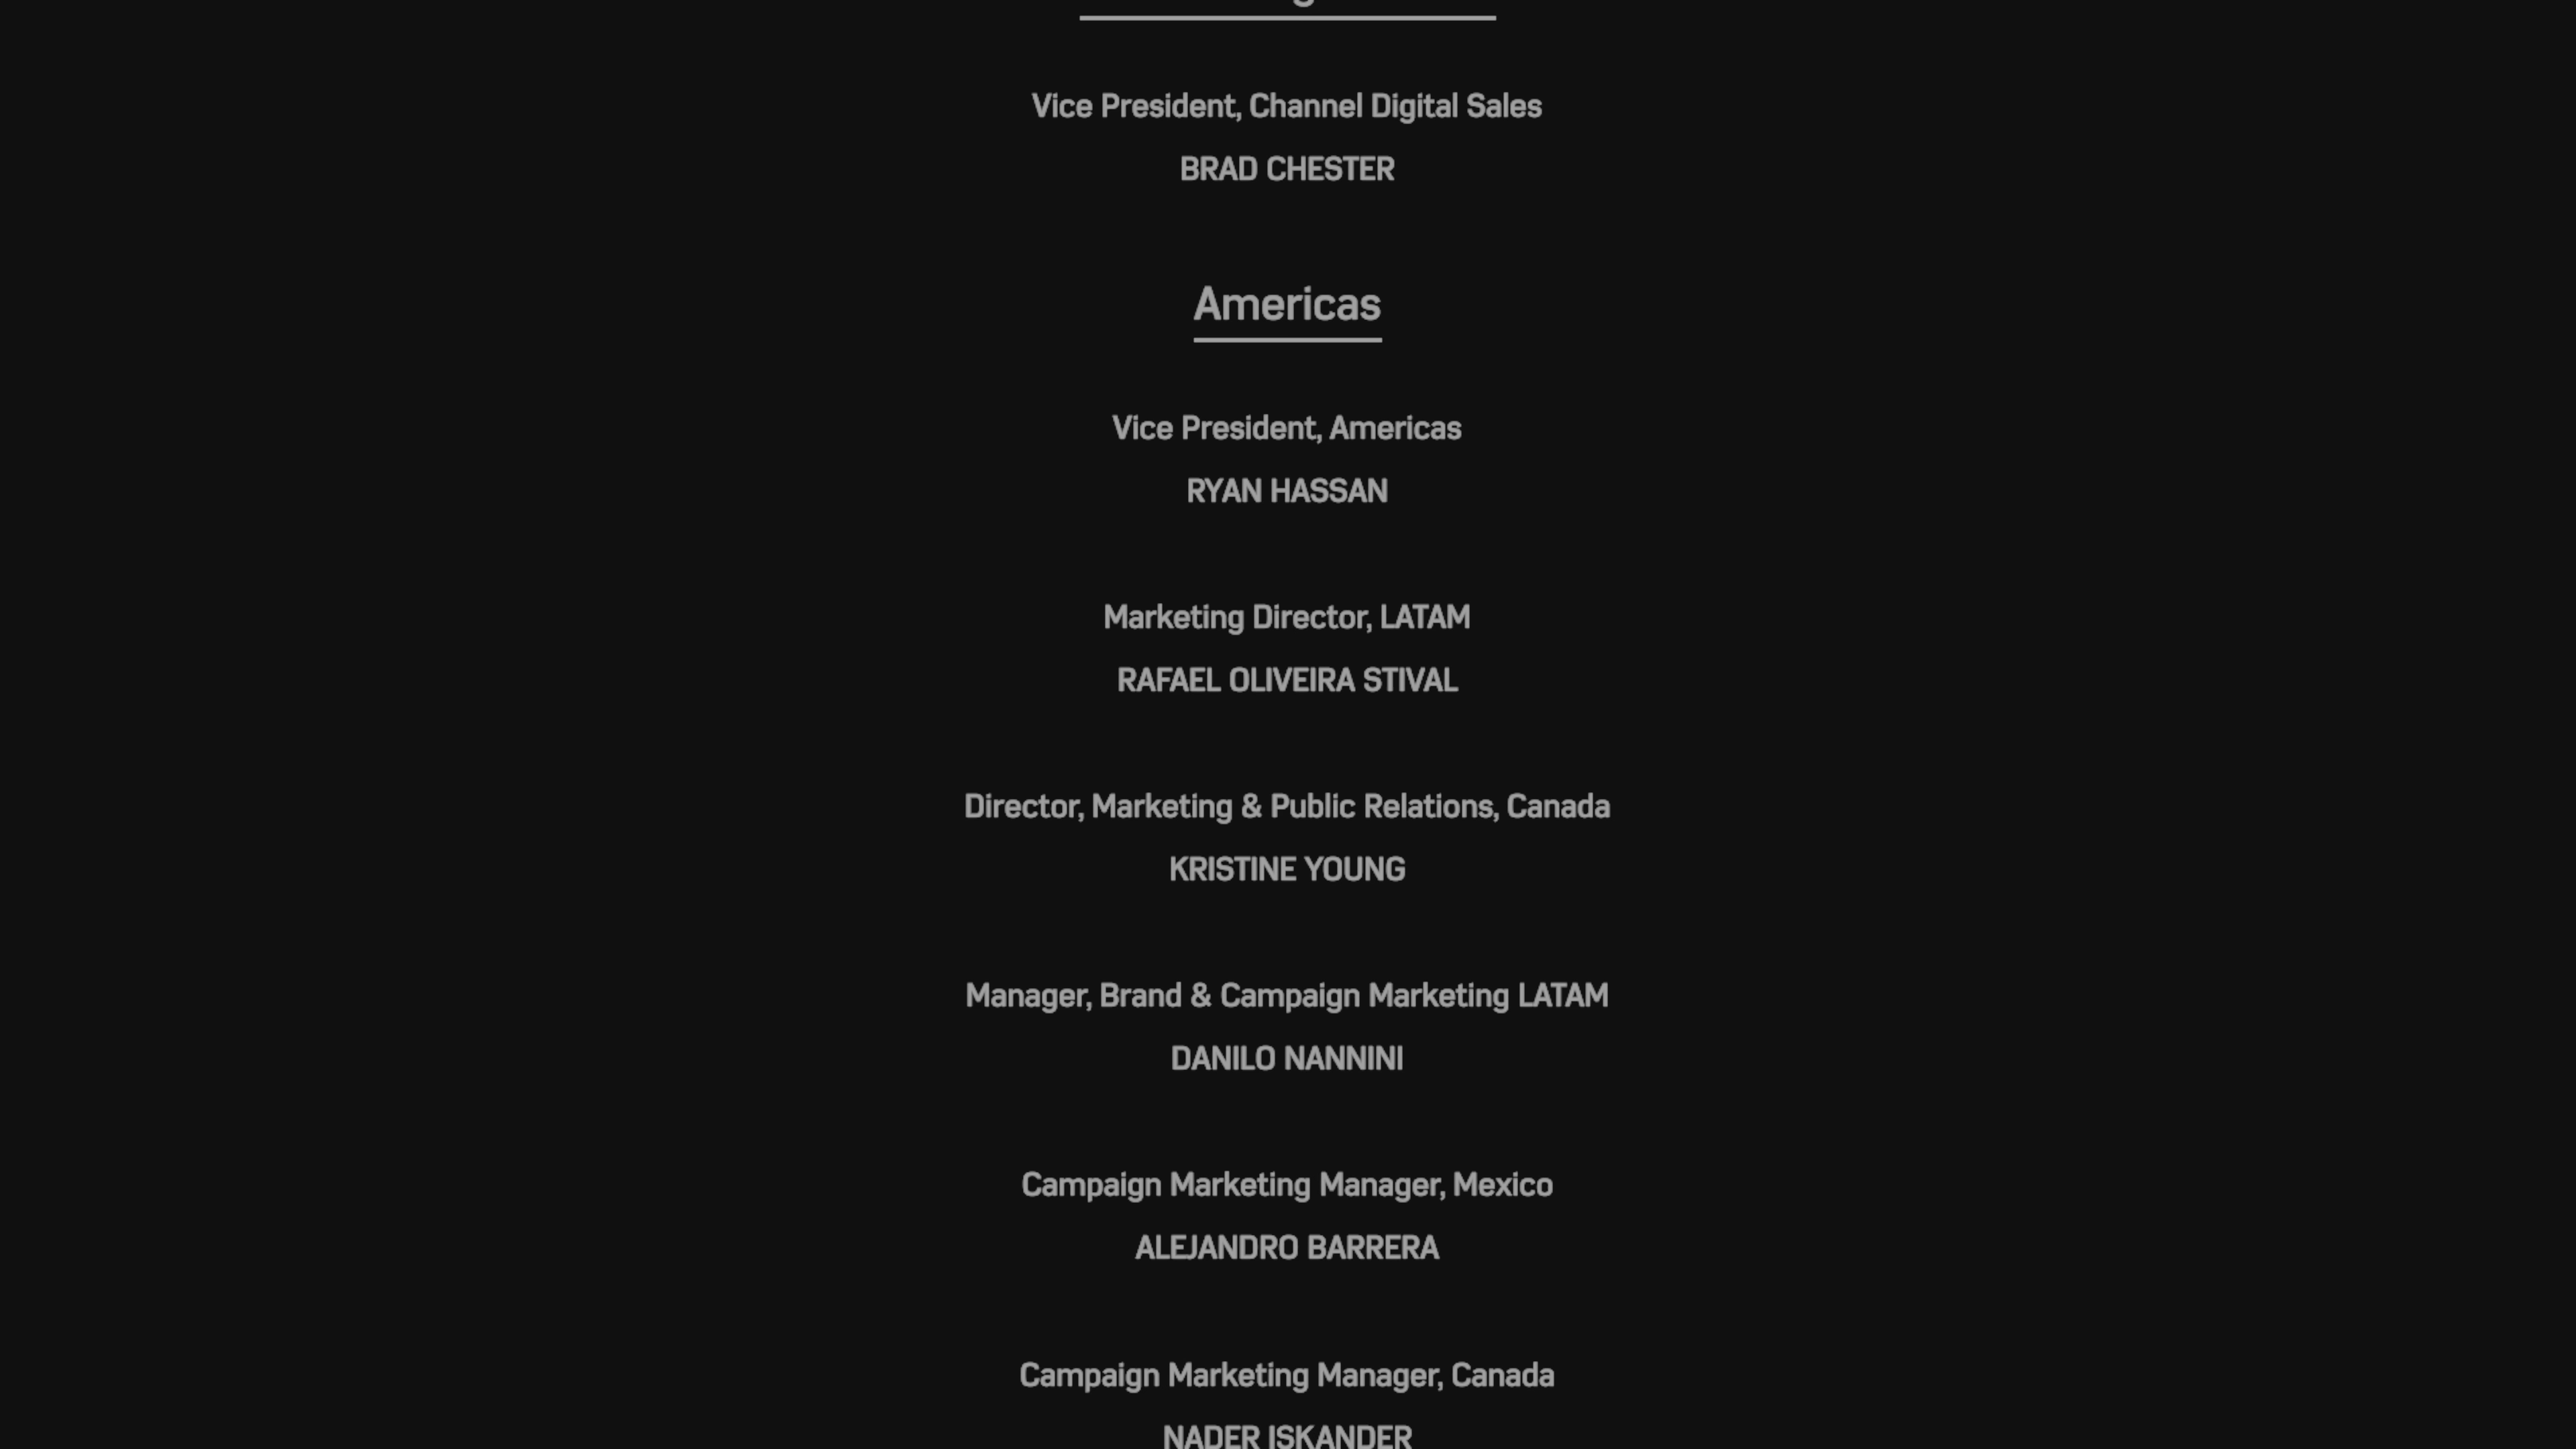 Vice President, Channel Digital Sales
BRAD CHESTER
Americas
Vice President, Americas
RYAN HASSAN
Marketing Director, LATAM
RAFAEL OLIVEIRA STIVAL
Director, Marketing & Public Relations, Canada
KRISTINE YOUNG
Manager, Brand & Campaign Marketing LATAM
DANILO NANNINI
Campaign Marketing Manager, Mexico
ALEJANDRO BARRERA
Campaign Marketing Manager, Canada
NADER ISKANDER